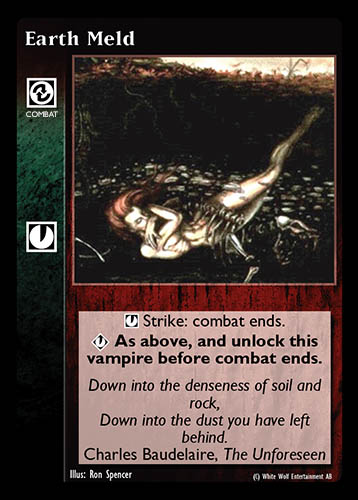 Earth Meld
COMBAT
Strike: combat ends.
As above, and unlock this
vampire before combat ends.
Down into the denseness of soil and
rock,
Down into the dust you have left
behind.
Charles Baudelaire, The Unforeseen
Illus: Ron Spencer
(C) White Wolf Entertainment AB